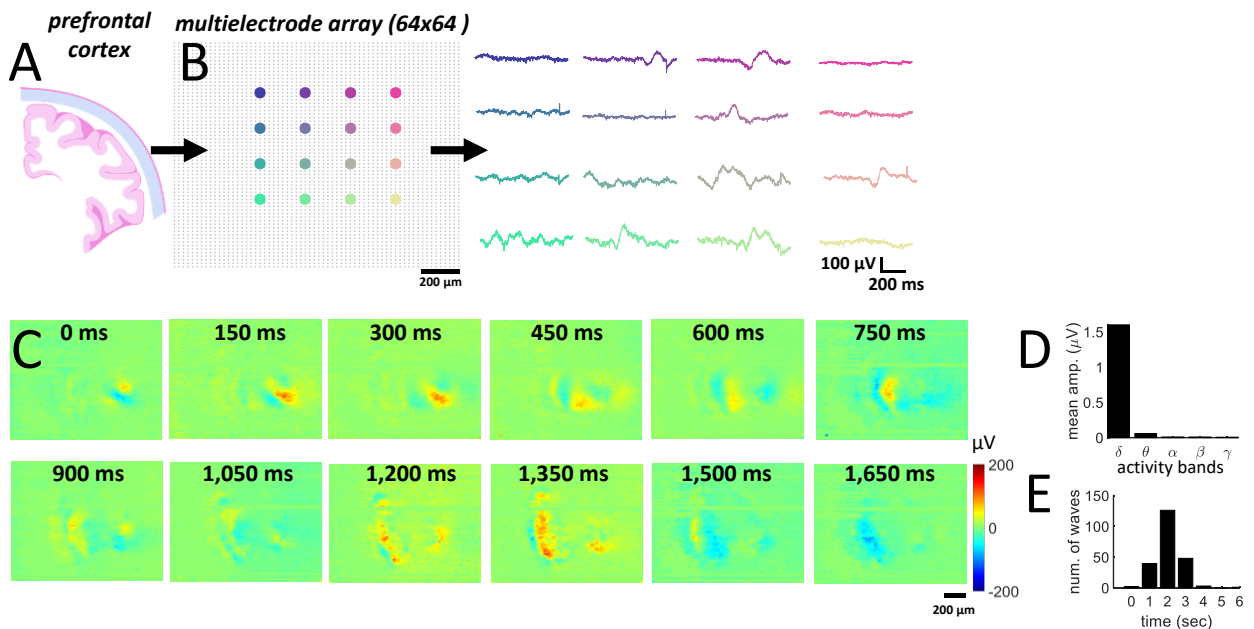 A
prefrontal
cortex
B
multielectrode array (64x64 )
200 µm
100 µV
200 ms
C
0 ms
150 ms
300 ms
450 ms
600 ms
750 ms
900 ms
1,050 ms
1,200 ms
1,350 ms
1,500 ms
1,650 ms
µV
200
0
-200
200 µm
D
mean amp. (µV)
1.5
1
0.5
0
δ θ α β γ
activity bands
E
num. of waves
150
100
50
0
0 1 2 3 4 5 6
time (sec)